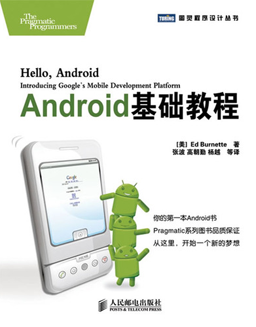 The
Pragmatic
Programmers
TURING 图灵程序设计丛书
Hello, Android
Introducing Google's Mobile Development Platform
Android基础教程
[美] Ed Burnette 著
张波 高朝勤 杨越 等译
Google
你的第一本Android书
Pragmatic系列图书品质保证
从这里，开始一个新的梦想
人民邮电出版社
POSTS & TELECOM PRESS